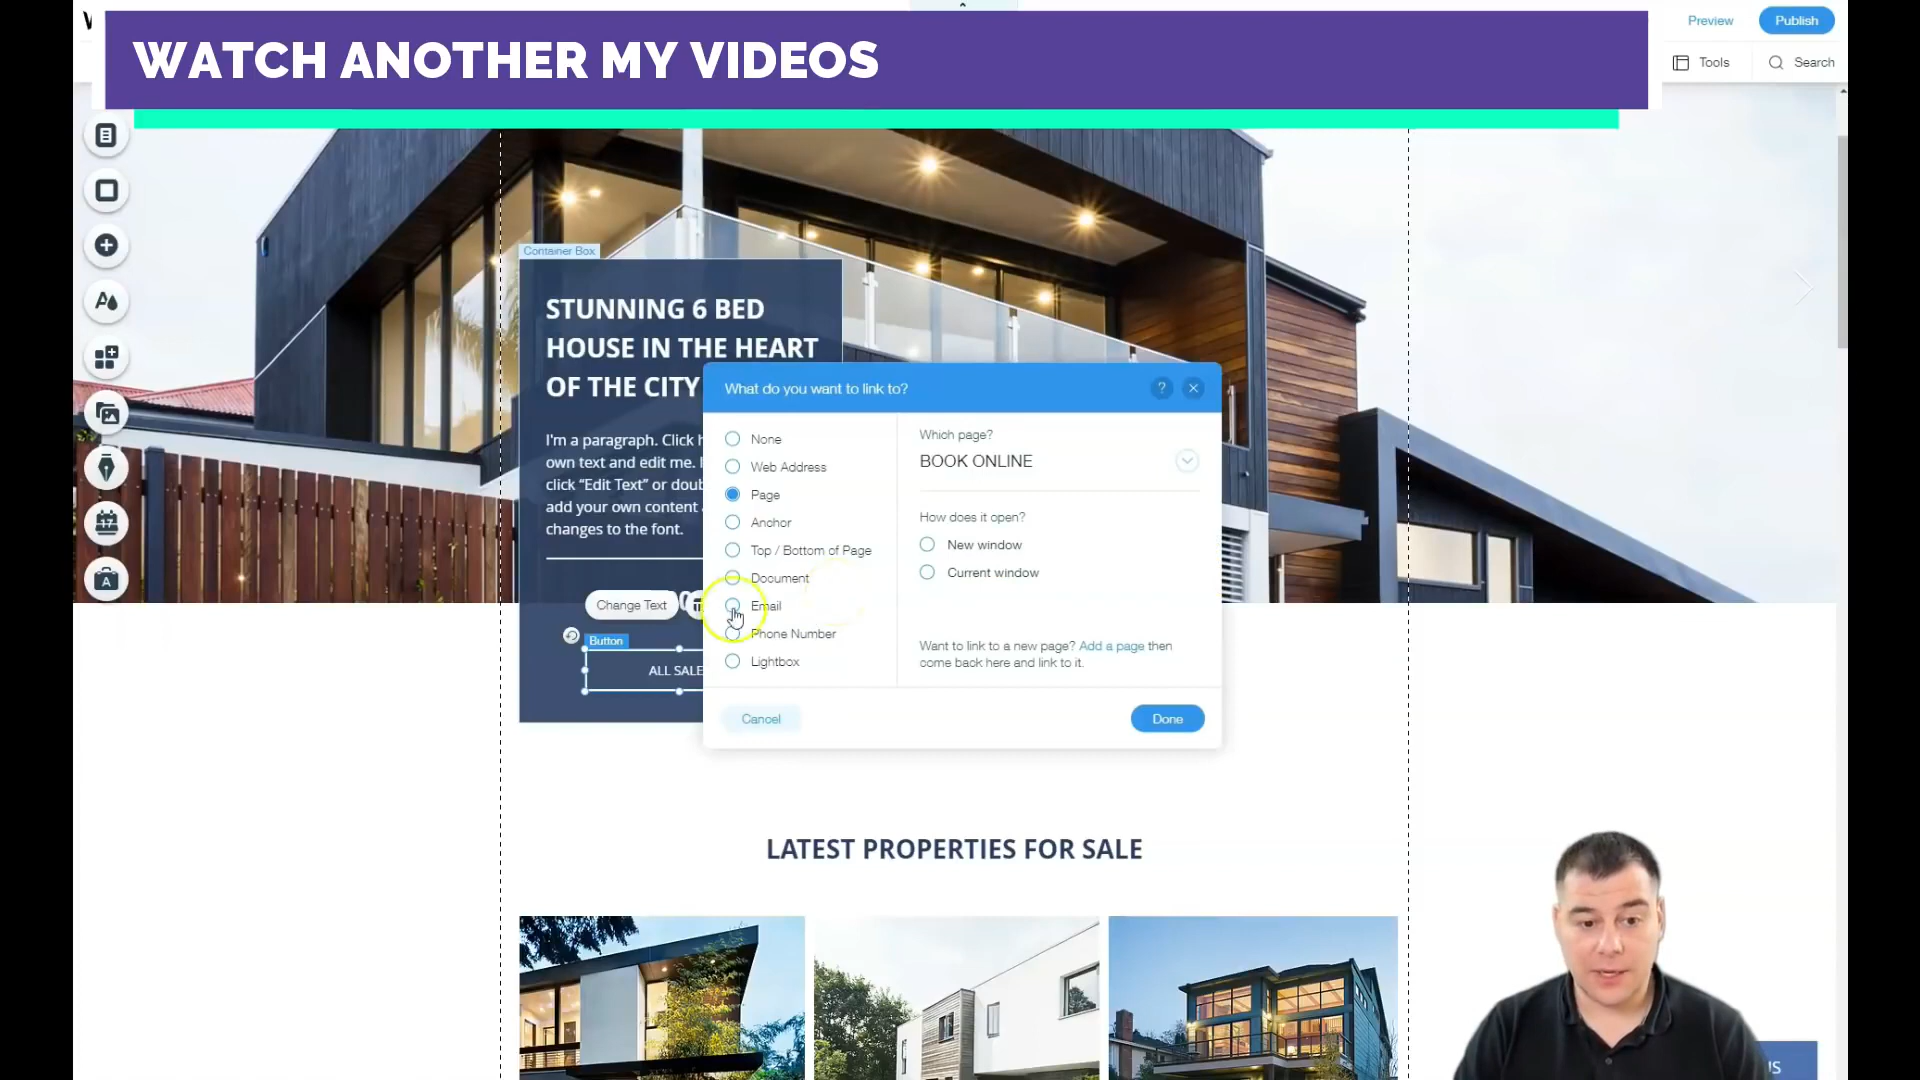 WATCH ANOTHER MY VIDEOS
Preview
Publish
Tools
Search
Container Box
STUNNING 6 BED
HOUSE IN THE HEART
OF THE CITY
I'm a paragraph. Click
own text and edit me.
click “Edit Text” or
add your own content
changes to the font.
Change Text
Button
ALL SALE
What do you want to link to?
?
None
Web Address
Page
Anchor
Top / Bottom of Page
Document
Email
Phone Number
Lightbox
Which page?
BOOK ONLINE
How does it open?
New window
Current window
Want to link to a new page? Add a page then
come back here and link to it.
Cancel
Done
17
A
LATEST PROPERTIES FOR SALE
US